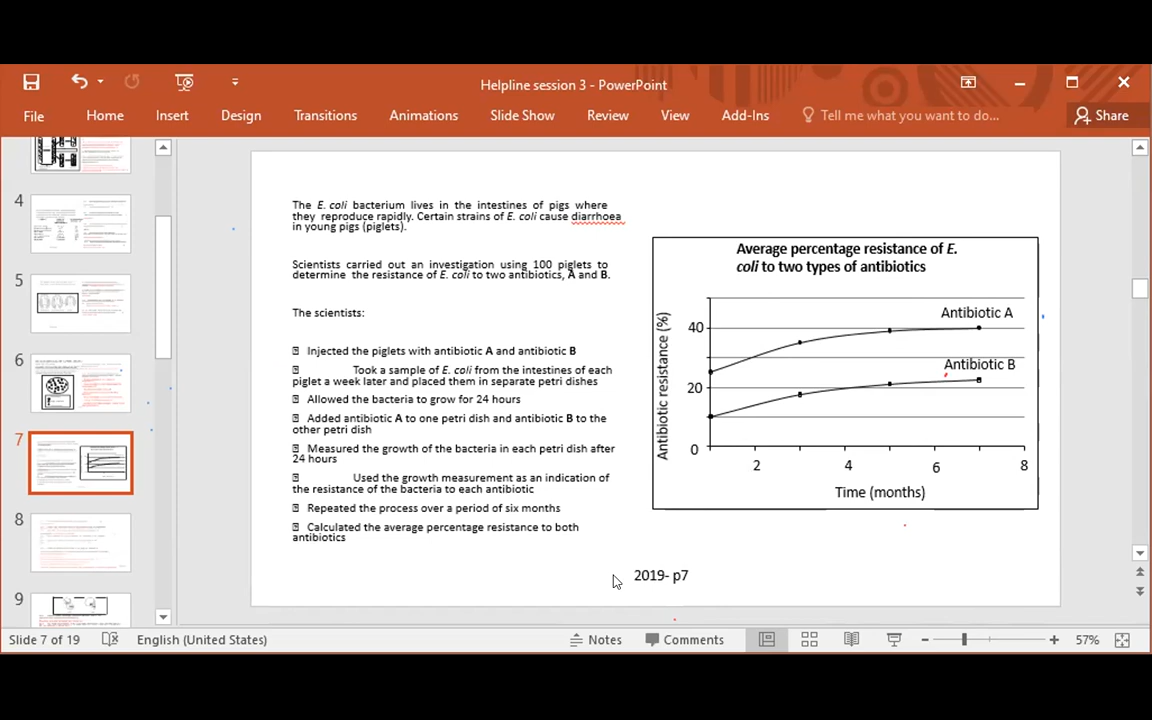 Helpline session 3 - PowerPoint
File Home Insert Design Transitions Animations Slide Show Review View Add-Ins Tell me what you want to do... Share
4
5
6
7
8
9
The E. coli bacterium lives in the intestines of pigs where
they reproduce rapidly. Certain strains of E. coli cause diarrhoea
in young pigs (piglets).
Scientists carried out an investigation using 100 piglets to
determine the resistance of E. coli to two antibiotics, A and B.
The scientists:
Injected the piglets with antibiotic A and antibiotic B
Took a sample of E. coli from the intestines of each
piglet a week later and placed them in separate petri dishes
Allowed the bacteria to grow for 24 hours
Added antibiotic A to one petri dish and antibiotic B to the
other petri dish
Measured the growth of the bacteria in each petri dish after
24 hours
Used the growth measurement as an indication of
the resistance of the bacteria to each antibiotic
Repeated the process over a period of six months
Calculated the average percentage resistance to both
antibiotics
Average percentage resistance of E.
coli to two types of antibiotics
Antibiotic resistance (%)
Antibiotic A
40
Antibiotic B
20
0
2 4 6 8
Time (months)
2019- p7
Slide 7 of 19 English (United States) Notes Comments 57%